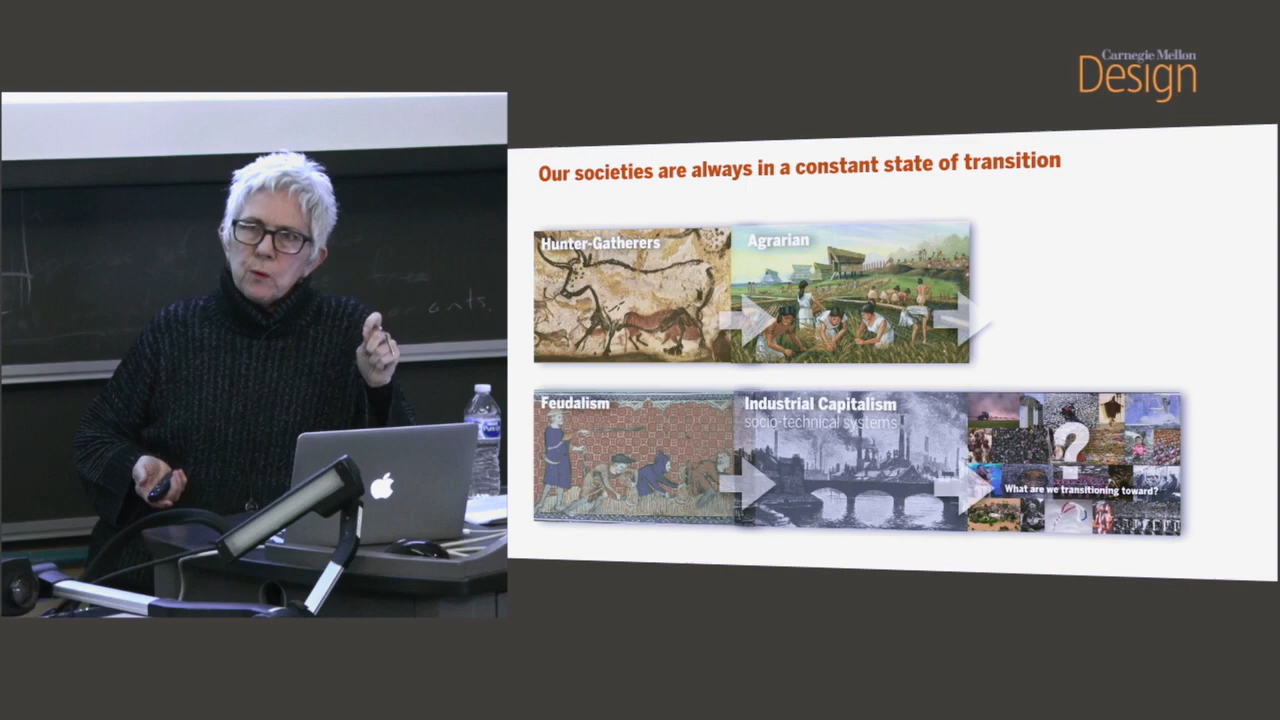 Carnegie Mellon
Design
Our societies are always in a constant state of transition
Hunter-Gatherers
Agrarian
Feudalism
Industrial Capitalism
socio-technical systems
?
What are we transitioning toward?